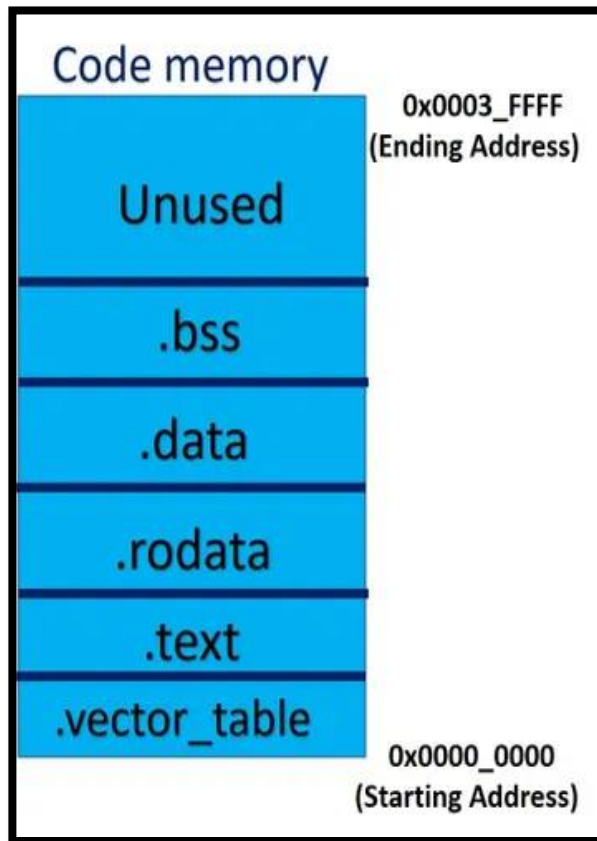 Code memory
0x0003_FFFF
(Ending Address)
Unused
.bss
.data
.rodata
.text
.vector_table
0x0000_0000
(Starting Address)